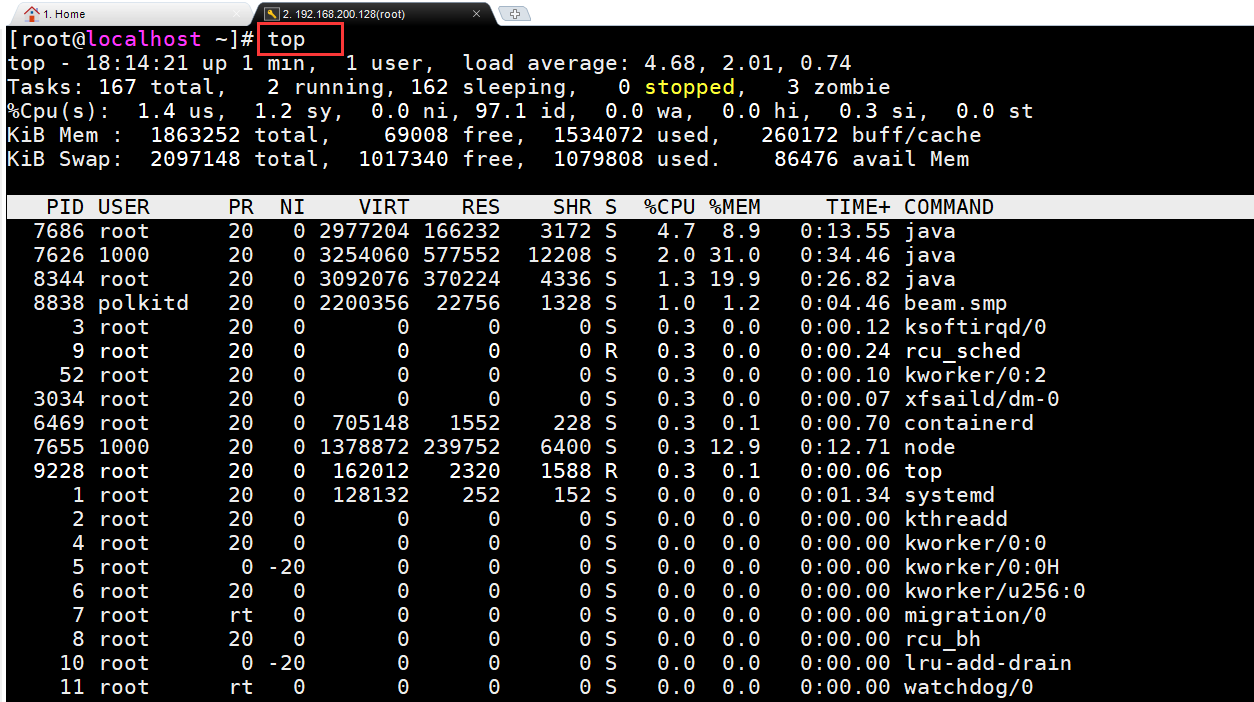 1. Home
2. 192.168.200.128(root)
[root@localhost ~]# top
top - 18:14:21 up 1 min,  1 user,  load average: 4.68, 2.01, 0.74
Tasks: 167 total,   2 running, 162 sleeping,   0 stopped,   3 zombie
%Cpu(s):  1.4 us,  1.2 sy,  0.0 ni, 97.1 id,  0.0 wa,  0.0 hi,  0.3 si,  0.0 st
KiB Mem :  1863252 total,    69008 free,  1534072 used,   260172 buff/cache
KiB Swap:  2097148 total,  1017340 free,  1079808 used.    86476 avail Mem
PID USER      PR  NI    VIRT    RES    SHR S  %CPU %MEM     TIME+ COMMAND
7686 root      20   0 2977204 166232   3172 S   4.7  8.9   0:13.55 java
7626 1000      20   0 3254060 577552  12208 S   2.0 31.0   0:34.46 java
8344 root      20   0 3092076 370224   4336 S   1.3 19.9   0:26.82 java
8838 polkitd   20   0 2200356  22756   1328 S   1.0  1.2   0:04.46 beam.smp
3 root      20   0       0      0      0 S   0.3  0.0   0:00.12 ksoftirqd/0
9 root      20   0       0      0      0 R   0.3  0.0   0:00.24 rcu_sched
52 root      20   0       0      0      0 S   0.3  0.0   0:00.10 kworker/0:2
3034 root      20   0       0      0      0 S   0.3  0.0   0:00.07 xfsaild/dm-0
6469 root      20   0  705148   1552    228 S   0.3  0.1   0:00.70 containerd
7655 1000      20   0 1378872 239752   6400 S   0.3 12.9   0:12.71 node
9228 root      20   0  162012   2320   1588 R   0.3  0.1   0:00.06 top
1 root      20   0  128132    252    152 S   0.0  0.0   0:01.34 systemd
2 root      20   0       0      0      0 S   0.0  0.0   0:00.00 kthreadd
4 root      20   0       0      0      0 S   0.0  0.0   0:00.00 kworker/0:0
5 root       0 -20       0      0      0 S   0.0  0.0   0:00.00 kworker/0:0H
6 root      20   0       0      0      0 S   0.0  0.0   0:00.00 kworker/u256:0
7 root      rt   0       0      0      0 S   0.0  0.0   0:00.00 migration/0
8 root      20   0       0      0      0 S   0.0  0.0   0:00.00 rcu_bh
10 root       0 -20       0      0      0 S   0.0  0.0   0:00.00 lru-add-drain
11 root      rt   0       0      0      0 S   0.0  0.0   0:00.00 watchdog/0